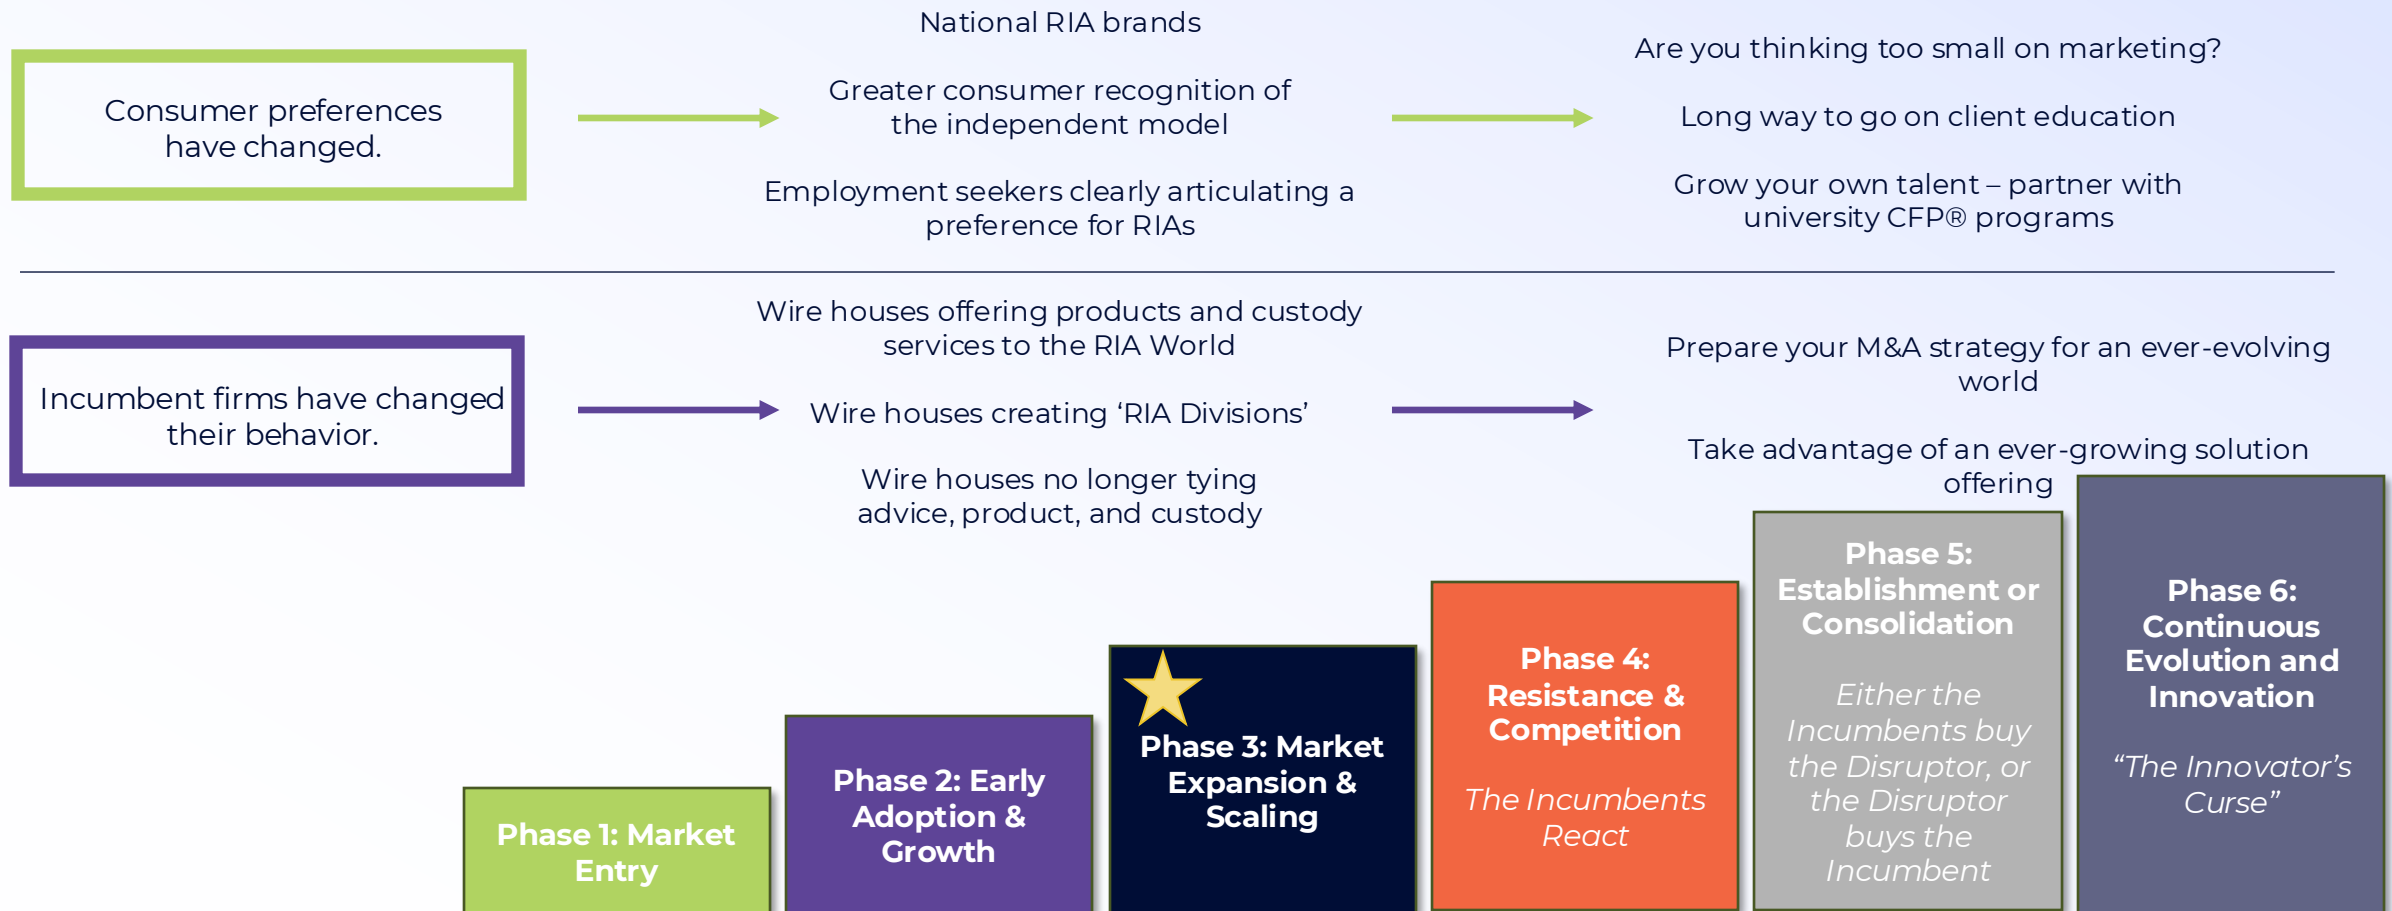 Consumer preferences
have changed.
National RIA brands
Greater consumer recognition of
the independent model
Employment seekers clearly articulating a
preference for RIAs
Are you thinking too small on marketing?
Long way to go on client education
Grow your own talent – partner with
university CFP® programs
Incumbent firms have changed
their behavior.
Wire houses offering products and custody
services to the RIA World
Wire houses creating ‘RIA Divisions’
Wire houses no longer tying
advice, product, and custody
Prepare your M&A strategy for an ever-evolving
world
Take advantage of an ever-growing solution
offering
Phase 1: Market
Entry
Phase 2: Early
Adoption &
Growth
Phase 3: Market
Expansion &
Scaling
Phase 4:
Resistance &
Competition
The Incumbents
React
Phase 5:
Establishment or
Consolidation
Either the
Incumbents buy
the Disruptor, or
the Disruptor
buys the
Incumbent
Phase 6:
Continuous
Evolution and
Innovation
“The Innovator’s
Curse”